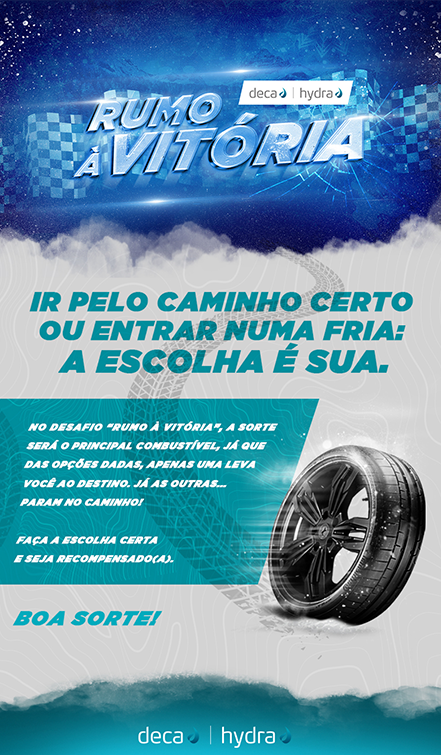 deca | hydra
RUMO
À VITÓRIA
IR PELO CAMINHO CERTO
OU ENTRAR NUMA FRIA:
A ESCOLHA É SUA.
NO DESAFIO "RUMO À VITÓRIA", A SORTE
SERÁ O PRINCIPAL COMBUSTÍVEL, JÁ QUE
DAS OPÇÕES DADAS, APENAS UMA LEVA
VOCÊ AO DESTINO. JÁ AS OUTRAS...
PARAM NO CAMINHO!
FAÇA A ESCOLHA CERTA
E SEJA RECOMPENSADO(A).
BOA SORTE!
deca | hydra